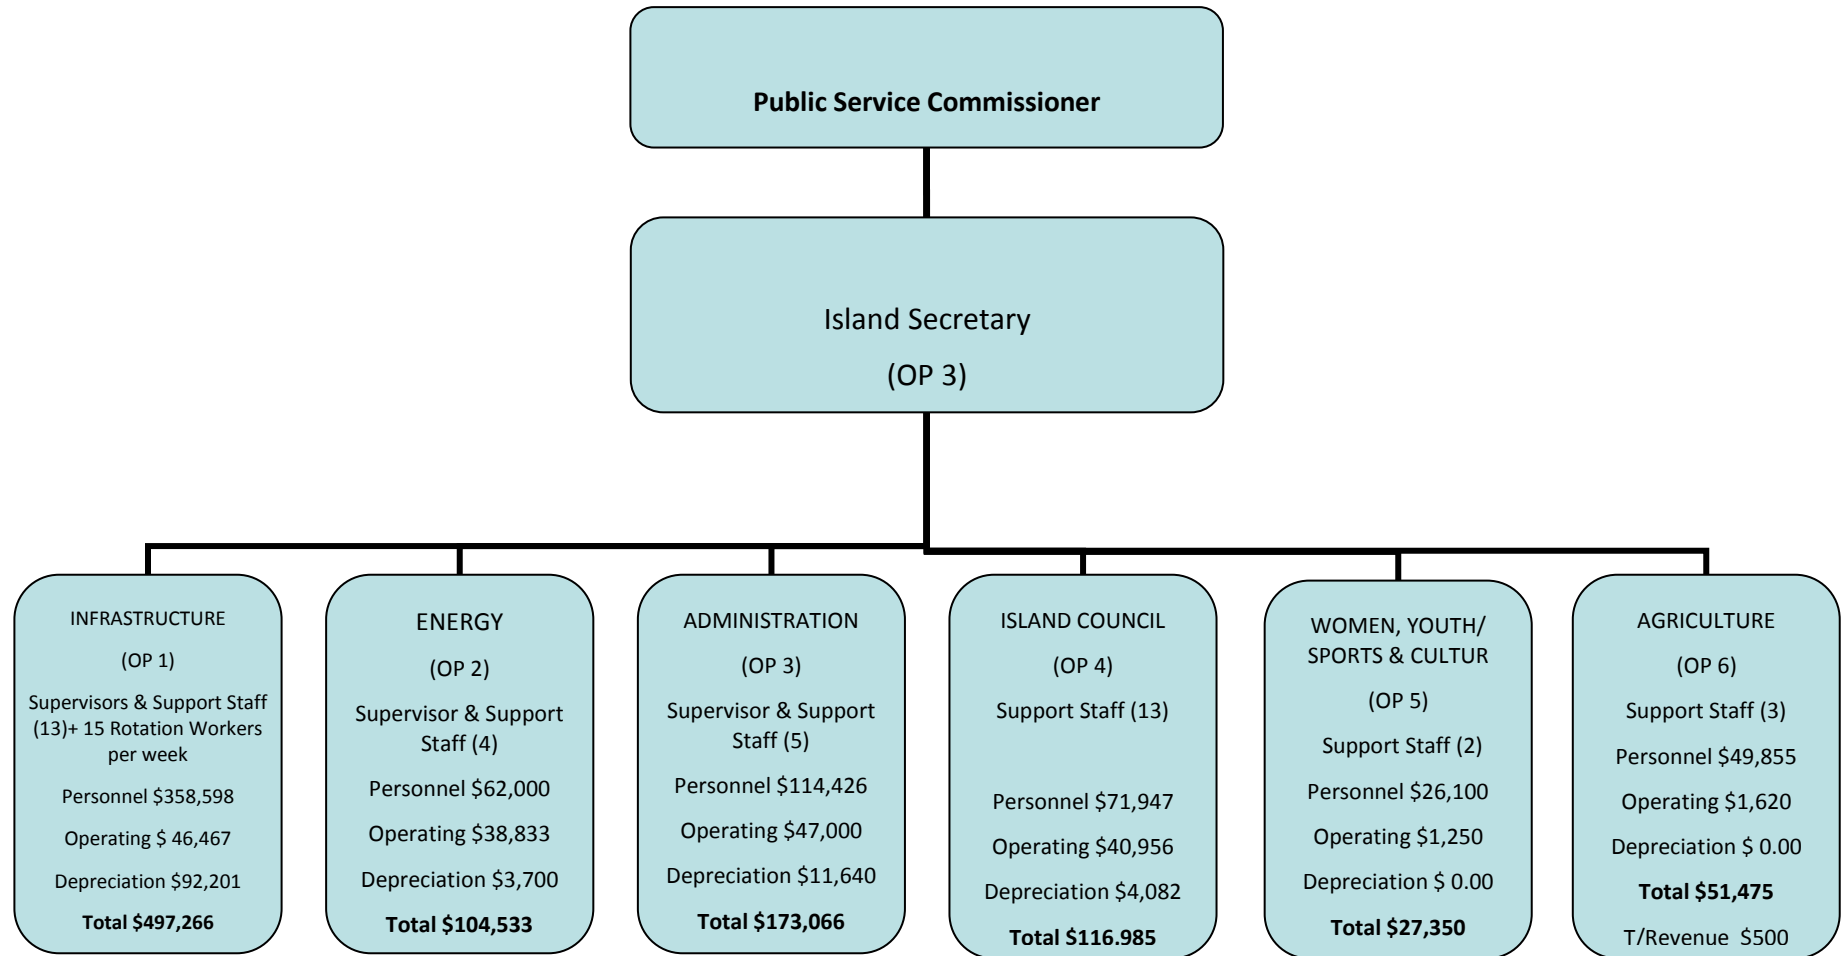 Public Service Commissioner
Island Secretary
(OP 3)
INFRASTRUCTURE
(OP 1)
Supervisors & Support Staff
(13)+ 15 Rotation Workers
per week
Personnel $358,598
Operating $ 46,467
Depreciation $92,201
Total $497,266
ENERGY
(OP 2)
Supervisor & Support
Staff (4)
Personnel $62,000
Operating $38,833
Depreciation $3,700
Total $104,533
ADMINISTRATION
(OP 3)
Supervisor & Support
Staff (5)
Personnel $114,426
Operating $47,000
Depreciation $11,640
Total $173,066
ISLAND COUNCIL
(OP 4)
Support Staff (13)
Personnel $71,947
Operating $40,956
Depreciation $4,082
Total $116.985
WOMEN, YOUTH/
SPORTS & CULTUR
(OP 5)
Support Staff (2)
Personnel $26,100
Operating $1,250
Depreciation $ 0.00
Total $27,350
AGRICULTURE
(OP 6)
Support Staff (3)
Personnel $49,855
Operating $1,620
Depreciation $ 0.00
Total $51,475
T/Revenue $500